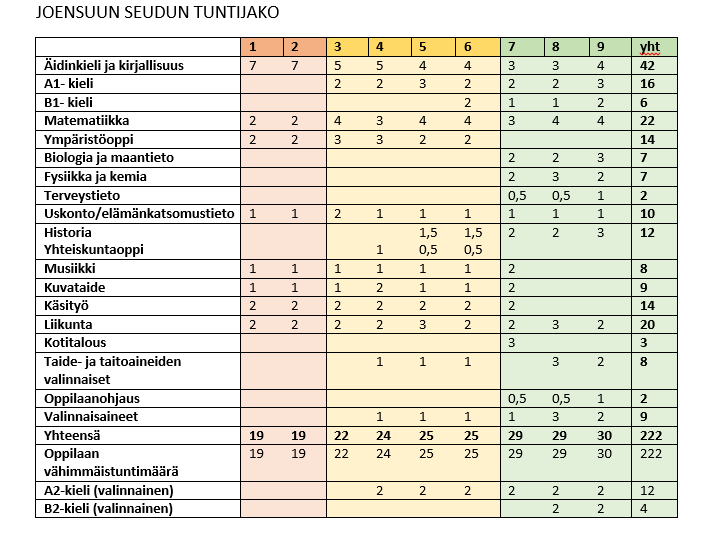 JOENSUUN SEUDUN TUNTIJAKO
1 2 3 4 5 6 7 8 9 yht
Äidinkieli ja kirjallisuus 7 7 5 5 4 4 3 3 4 42
A1- kieli 2 2 3 2 2 2 3 16
B1- kieli 2 1 1 2 6
Matematiikka 2 2 4 3 4 4 3 4 4 22
Ympäristöoppi 2 2 3 3 2 2 14
Biologia ja maantieto 2 2 3 7
Fysiikka ja kemia 2 3 2 7
Terveystieto 0,5 0,5 1 2
Uskonto/elämänkatsomustieto 1 1 2 1 1 1 1 1 1 10
Historia 1,5 1,5 2 2 3 12
Yhteiskuntaoppi 1 0,5 0,5
Musiikki 1 1 1 1 1 1 2 8
Kuvataide 1 1 1 2 1 1 2 9
Käsityö 2 2 2 2 2 2 2 14
Liikunta 2 2 2 2 3 2 2 3 2 20
Kotitalous 3 3
Taide- ja taitoaineiden 1 1 1 3 2 8
valinnaiset
Oppilaanohjaus 0,5 0,5 1 2
Valinnaisaineet 1 1 1 1 3 2 9
Yhteensä 19 19 22 24 25 25 29 29 30 222
Oppilaan 19 19 22 24 25 25 29 29 30 222
vähimmäistuntimäärä
A2-kieli (valinnainen) 2 2 2 2 2 2 12
B2-kieli (valinnainen) 2 2 4